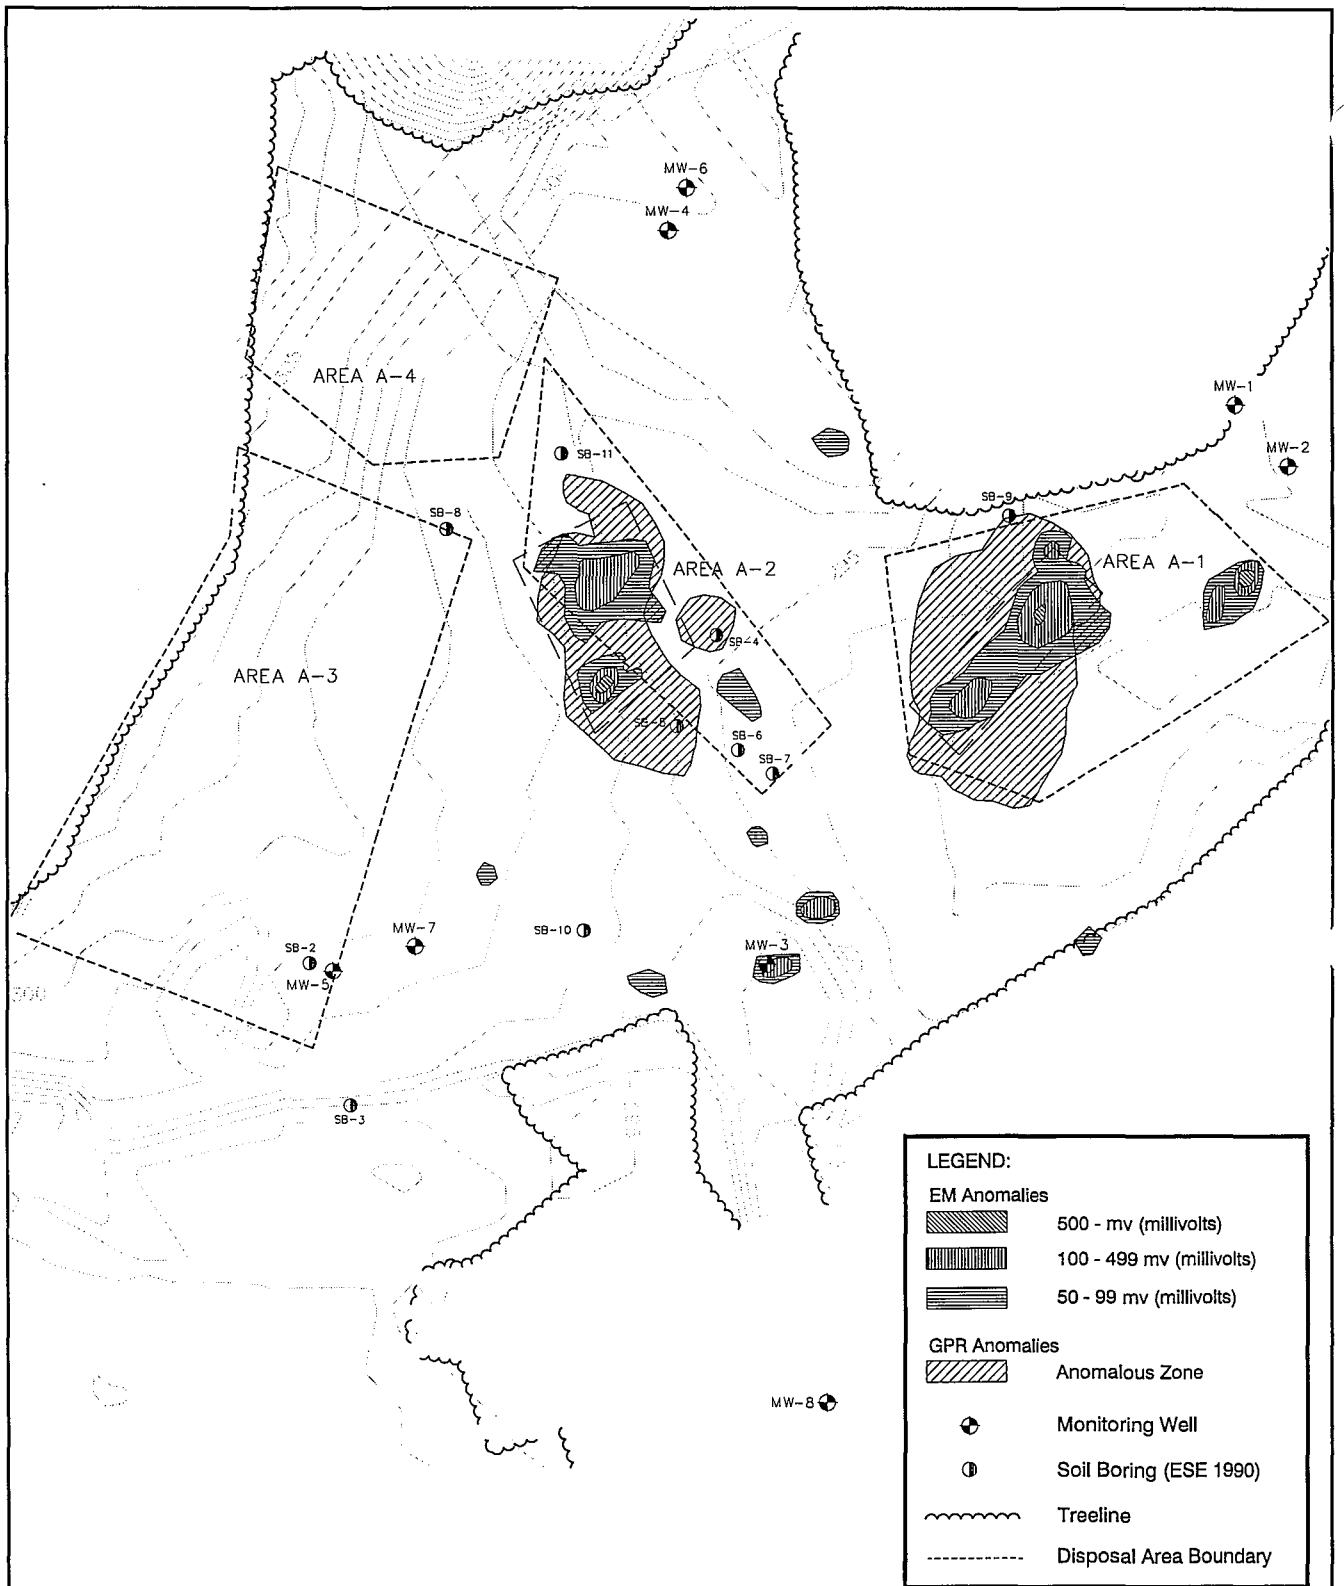 MW-6
MW-4
AREA A-4
MW-1
MW-2
SB-11
SB-9
SB-8
AREA A-2
AREA A-1
SB-4
AREA A-3
SB-5
SB-6
SB-7
MW-7
SB-10
SB-2
MW-3
MW-5
500
SB-3
LEGEND:
EM Anomalies
500 - mv (millivolts)
100 - 499 mv (millivolts)
50 - 99 mv (millivolts)
GPR Anomalies
Anomalous Zone
Monitoring Well
Soil Boring (ESE 1990)
Treeline
Disposal Area Boundary
MW-8